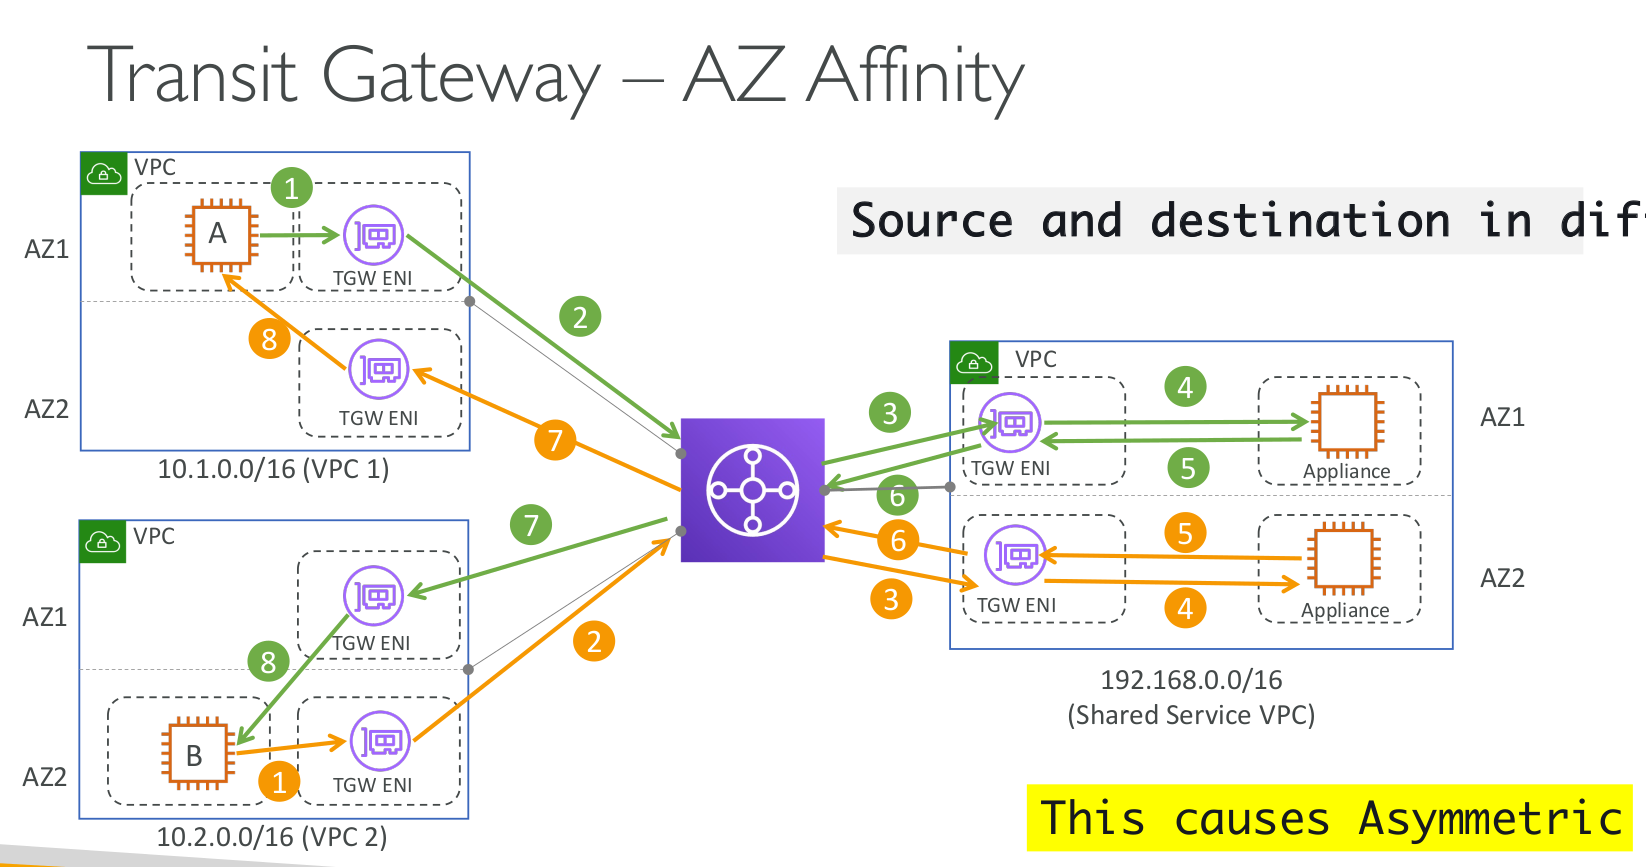 Transit Gateway – AZ Affinity
VPC
1
A
TGW ENI
AZ1
8
TGW ENI
AZ2
10.1.0.0/16 (VPC 1)
2
7
Source and destination in dif
VPC
7
TGW ENI
AZ1
8
B
1
TGW ENI
AZ2
10.2.0.0/16 (VPC 2)
2
3
6
6
3
VPC
TGW ENI
4
5
Appliance
AZ1
TGW ENI
5
4
Appliance
AZ2
192.168.0.0/16
(Shared Service VPC)
This causes Asymmetric